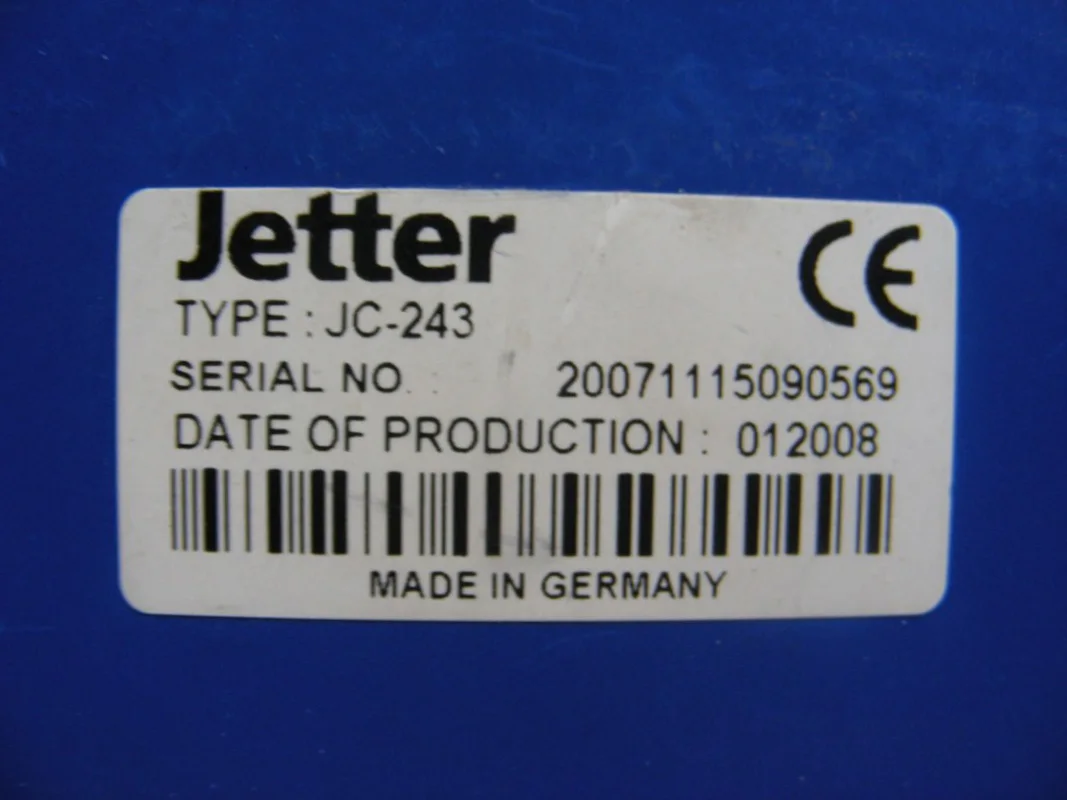 Jetter
CE
TYPE : JC-243
SERIAL NO. : 20071115090569
DATE OF PRODUCTION : 012008
MADE IN GERMANY